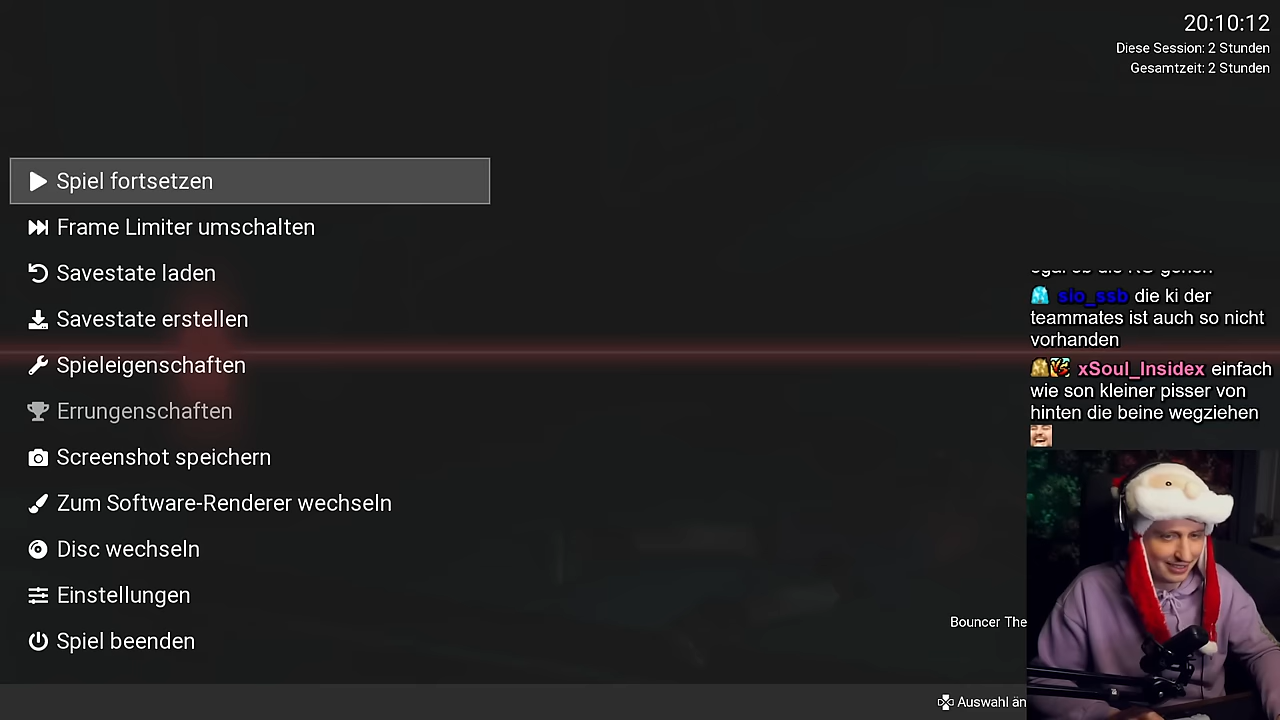 20:10:12
Diese Session: 2 Stunden
Gesamtzeit: 2 Stunden
Spiel fortsetzen
Frame Limiter umschalten
Savestate laden
Savestate erstellen
Spieleigenschaften
Errungenschaften
Screenshot speichern
Zum Software-Renderer wechseln
Disc wechseln
Einstellungen
Spiel beenden
slo_ssb die ki der
teammates ist auch so nicht
vorhanden
xSoul_Insidex einfach
wie son kleiner pisser von
hinten die beine wegziehen
Bouncer The
Auswahl än